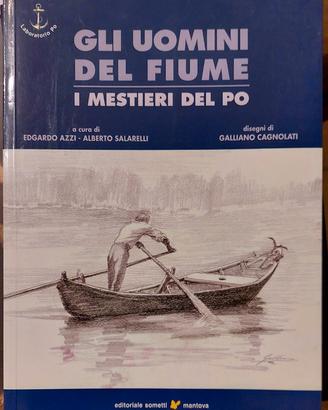 Laboratorio Po
GLI UOMINI
DEL FIUME
I MESTIERI DEL PO
a cura di
EDGARDO AZZI - ALBERTO SALARELLI
disegni di
GALLIANO CAGNOLATI
editoriale sometti mantova